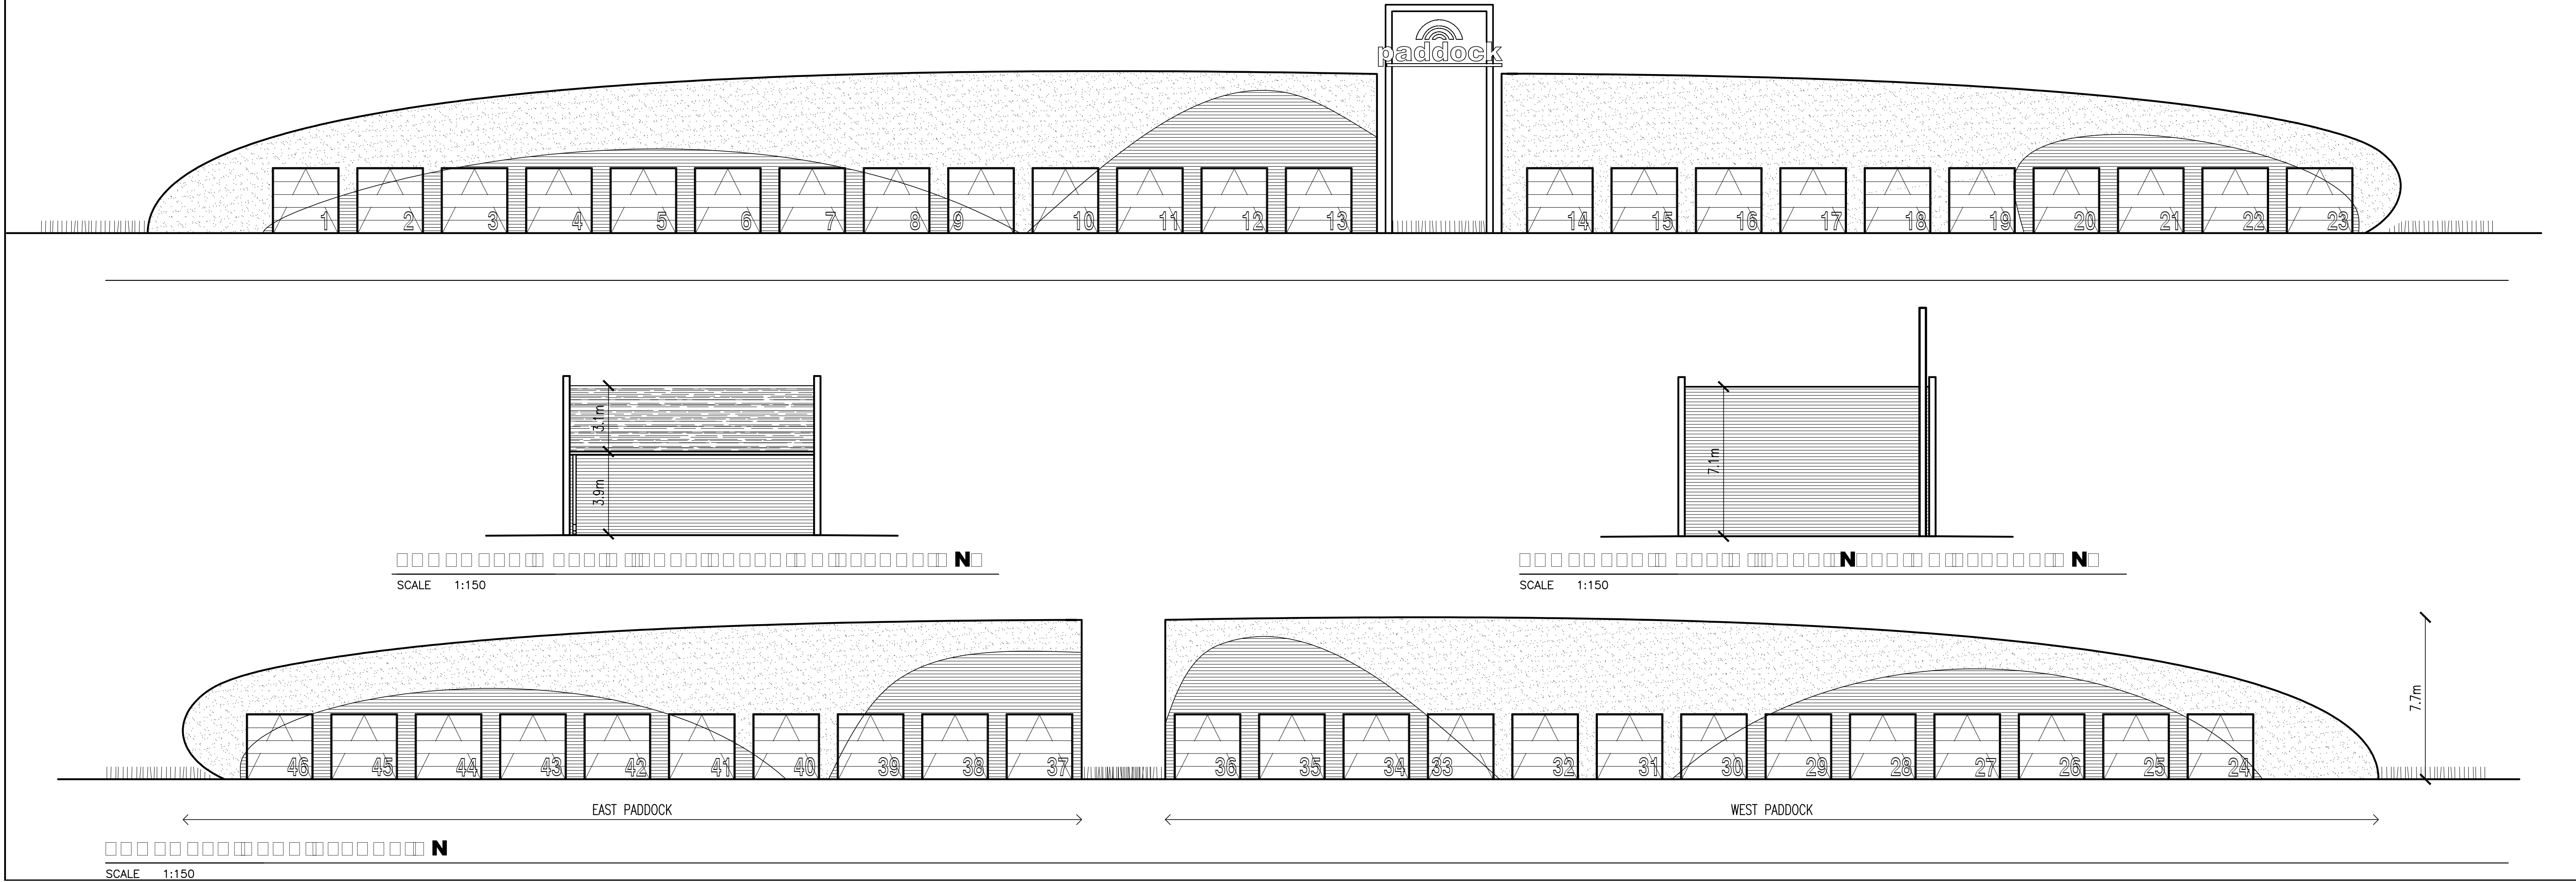 paddock
1 2 3 4 5 6 7 8 9 10 11 12 13 14 15 16 17 18 19 20 21 22 23
3.1m
3.9m
7.1m
N
SCALE 1:150
N N
SCALE 1:150
7.7m
46 45 44 43 42 41 40 39 38 37 36 35 34 33 32 31 30 29 28 27 26 25 24
EAST PADDOCK
WEST PADDOCK
N
SCALE 1:150